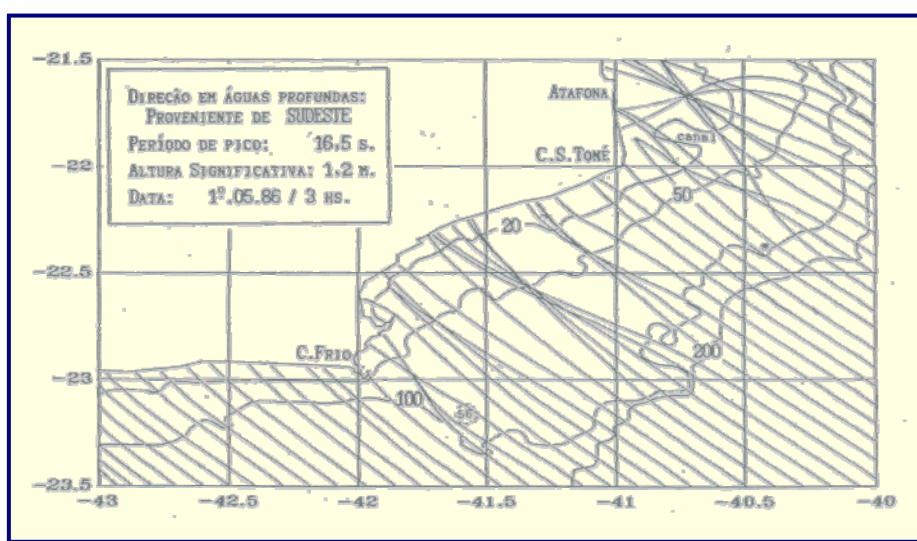 -21.5
DIREÇÃO EM ÁGUAS PROFUNDAS:
PROVENIENTE DE SUDESTE
PERÍODO DE PICO: 16,5 s.
ALTURA SIGNIFICATIVA: 1.2 m.
DATA: 1º.05.86 / 3 HS.
ATAFONA
canal
C.S.TOMÉ
-22
50
20
-22.5
C.FRIO
200
-23
100
-23.5
-43 -42.5 -42 -41.5 -41 -40.5 -40